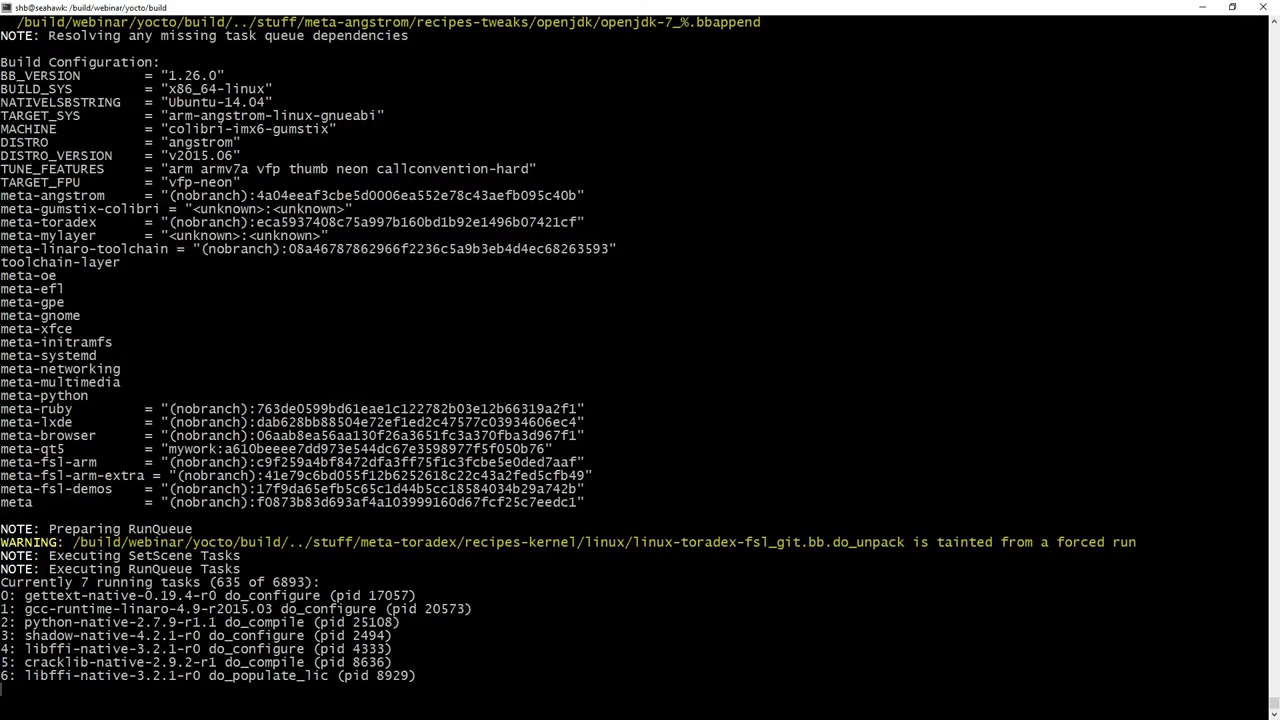 shb@seahawk: /build/webinar/yocto/build
/build/webinar/yocto/build/../stuff/meta-angstrom/recipes-tweaks/openjdk/openjdk-7_%.bbappend
NOTE: Resolving any missing task queue dependencies
Build Configuration:
BB_VERSION        = "1.26.0"
BUILD_SYS         = "x86_64-linux"
NATIVELSBSTRING   = "Ubuntu-14.04"
TARGET_SYS        = "arm-angstrom-linux-gnueabi"
MACHINE           = "colibri-imx6-gumstix"
DISTRO            = "angstrom"
DISTRO_VERSION    = "v2015.06"
TUNE_FEATURES     = "arm armv7a vfp thumb neon callconvention-hard"
TARGET_FPU        = "vfp-neon"
meta-angstrom     = "(nobranch):4a04eeaf3cbe5d0006ea552e78c43aefb095c40b"
meta-gumstix-colibri = "<unknown>:<unknown>"
meta-toradex      = "(nobranch):eca5937408c75a997b160bd1b92e1496b07421cf"
meta-mylayer      = "<unknown>:<unknown>"
meta-linaro-toolchain = "(nobranch):08a46787862966f2236c5a9b3eb4d4ec68263593"
toolchain-layer
meta-oe
meta-efl
meta-gpe
meta-gnome
meta-xfce
meta-initramfs
meta-systemd
meta-networking
meta-multimedia
meta-python
meta-ruby         = "(nobranch):763de0599bd61eae1c122782b03e12b66319a2f1"
meta-lxde         = "(nobranch):dab628bb88504e72ef1ed2c47577c03934606ec4"
meta-browser      = "(nobranch):06aab8ea56aa130f26a3651fc3a370fba3d967f1"
meta-qt5          = "mywork:a610beeee7dd973e544dc67e3598977f5f050b76"
meta-fsl-arm      = "(nobranch):c9f259a4bf8472dfa3ff75f1c3fcbe5e0ded7aaf"
meta-fsl-arm-extra = "(nobranch):41e79c6bd055f12b6252618c22c43a2fed5cfb49"
meta-fsl-demos    = "(nobranch):17f9da65efb5c65c1d44b5cc18584034b29a742b"
meta              = "(nobranch):f0873b83d693af4a103999160d67fcf25c7eedc1"
NOTE: Preparing RunQueue
WARNING: /build/webinar/yocto/build/../stuff/meta-toradex/recipes-kernel/linux/linux-toradex-fsl_git.bb.do_unpack is tainted from a forced run
NOTE: Executing SetScene Tasks
NOTE: Executing RunQueue Tasks
Currently 7 running tasks (635 of 6893):
0: gettext-native-0.19.4-r0 do_configure (pid 17057)
1: gcc-runtime-linaro-4.9-r2015.03 do_configure (pid 20573)
2: python-native-2.7.9-r1.1 do_compile (pid 25108)
3: shadow-native-4.2.1-r0 do_configure (pid 2494)
4: libffi-native-3.2.1-r0 do_configure (pid 4333)
5: cracklib-native-2.9.2-r1 do_compile (pid 8636)
6: libffi-native-3.2.1-r0 do_populate_lic (pid 8929)